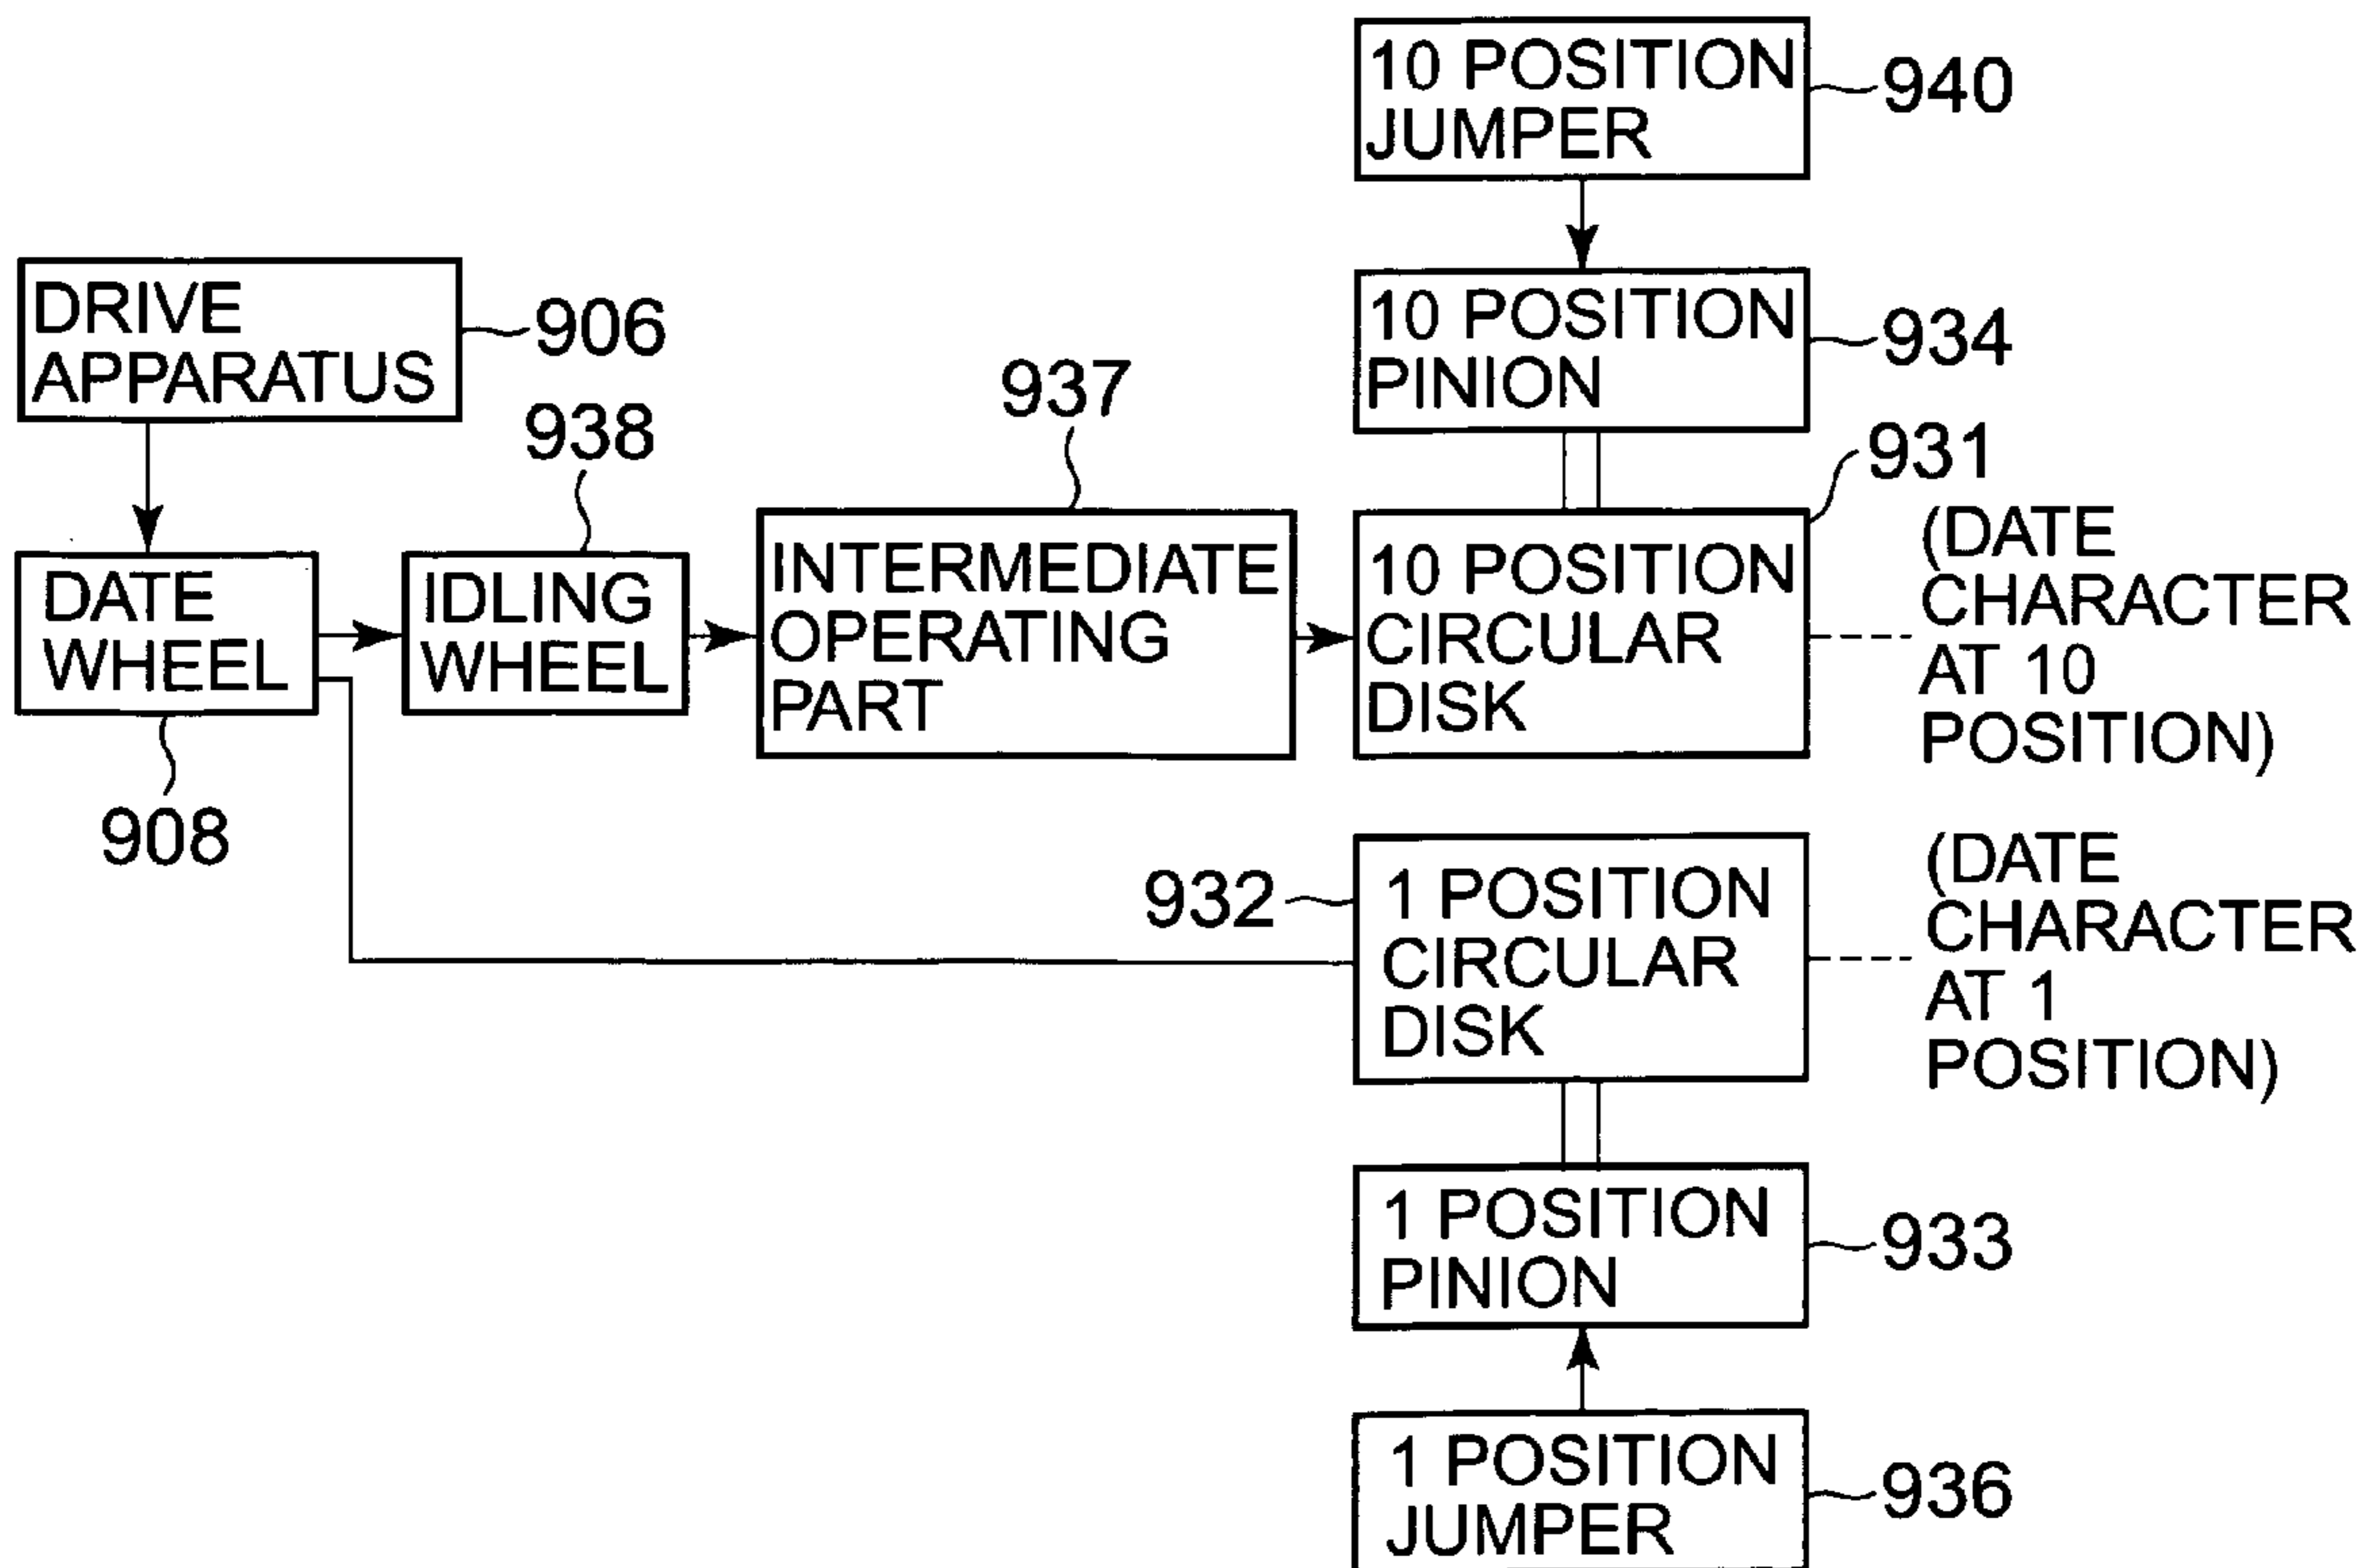 10 POSITION
JUMPER
940
DRIVE
APPARATUS
906
10 POSITION
PINION
934
938
937
931
DATE
WHEEL
908
IDLING
WHEEL
INTERMEDIATE
OPERATING
PART
10 POSITION
CIRCULAR
DISK
(DATE
CHARACTER
AT 10
POSITION)
932
1 POSITION
CIRCULAR
DISK
(DATE
CHARACTER
AT 1
POSITION)
1 POSITION
PINION
933
1 POSITION
JUMPER
936